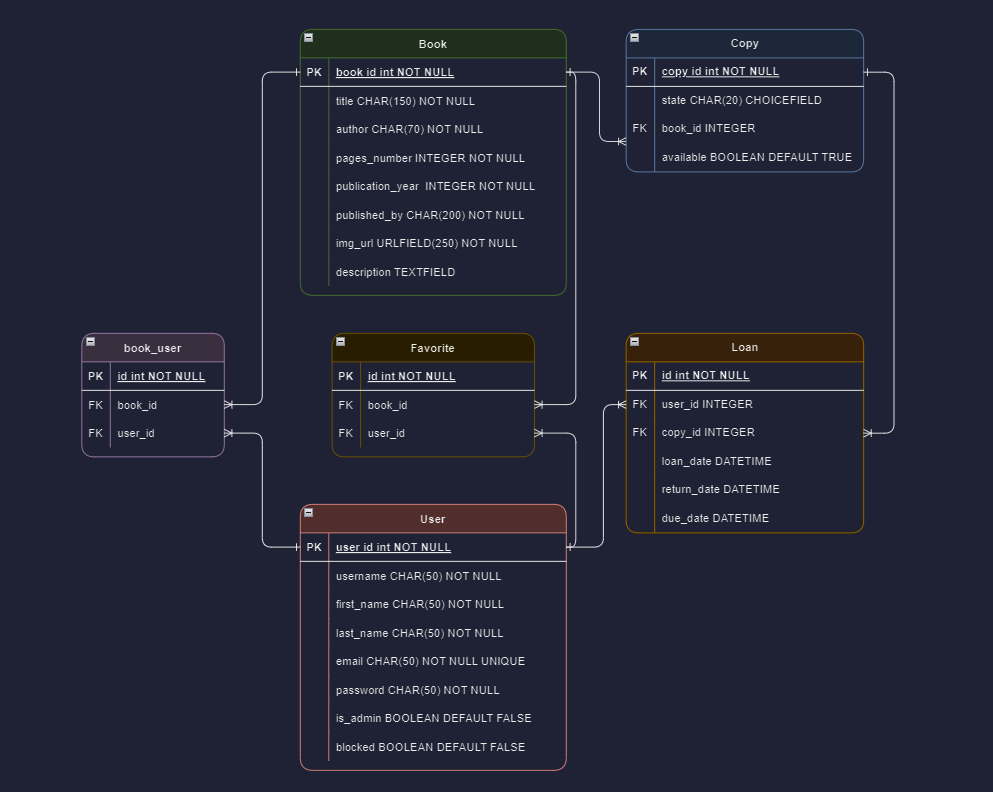 Book
PK book id int NOT NULL
title CHAR(150) NOT NULL
author CHAR(70) NOT NULL
pages_number INTEGER NOT NULL
publication_year INTEGER NOT NULL
published_by CHAR(200) NOT NULL
img_url URLFIELD(250) NOT NULL
description TEXTFIELD
Copy
PK copy id int NOT NULL
state CHAR(20) CHOICEFIELD
FK book_id INTEGER
available BOOLEAN DEFAULT TRUE
book_user
PK id int NOT NULL
FK book_id
FK user_id
Favorite
PK id int NOT NULL
FK book_id
FK user_id
Loan
PK id int NOT NULL
FK user_id INTEGER
FK copy_id INTEGER
loan_date DATETIME
return_date DATETIME
due_date DATETIME
User
PK user id int NOT NULL
username CHAR(50) NOT NULL
first_name CHAR(50) NOT NULL
last_name CHAR(50) NOT NULL
email CHAR(50) NOT NULL UNIQUE
password CHAR(50) NOT NULL
is_admin BOOLEAN DEFAULT FALSE
blocked BOOLEAN DEFAULT FALSE